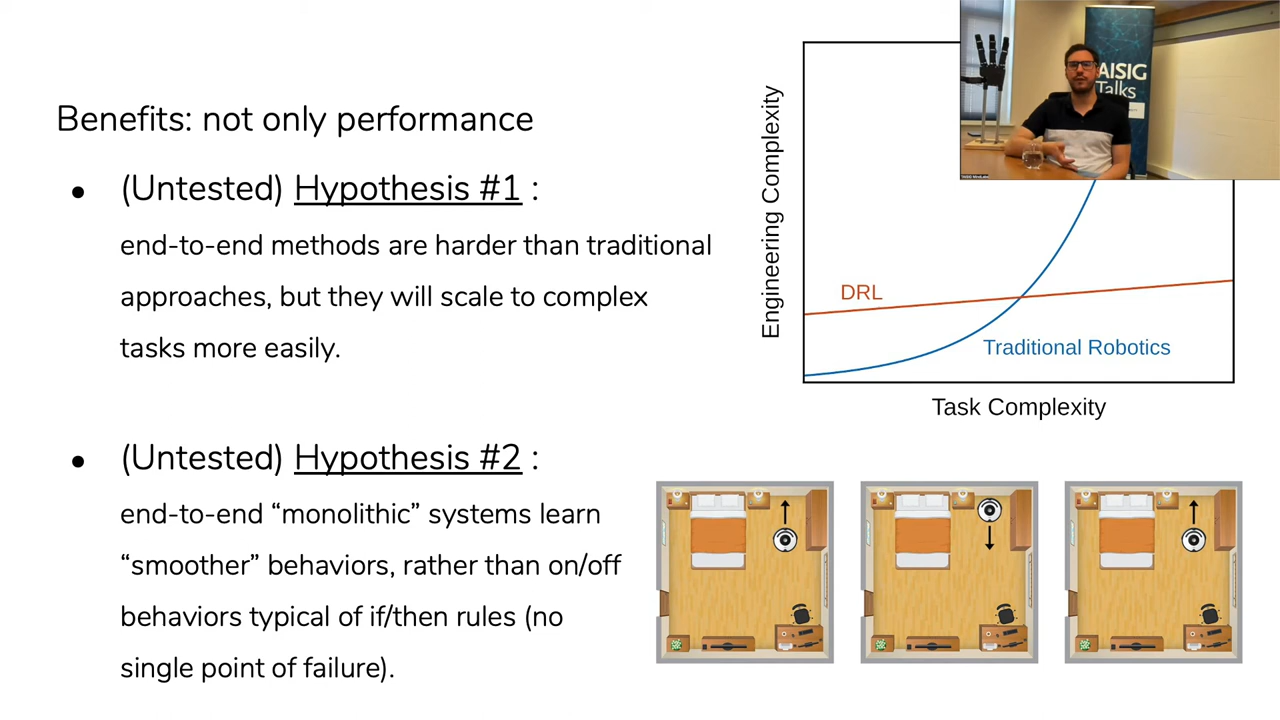 Benefits: not only performance
● (Untested) Hypothesis #1 :
end-to-end methods are harder than traditional
approaches, but they will scale to complex
tasks more easily.
● (Untested) Hypothesis #2 :
end-to-end “monolithic” systems learn
“smoother” behaviors, rather than on/off
behaviors typical of if/then rules (no
single point of failure).
Engineering Complexity
DRL
Traditional Robotics
Task Complexity
AISIG
Talks